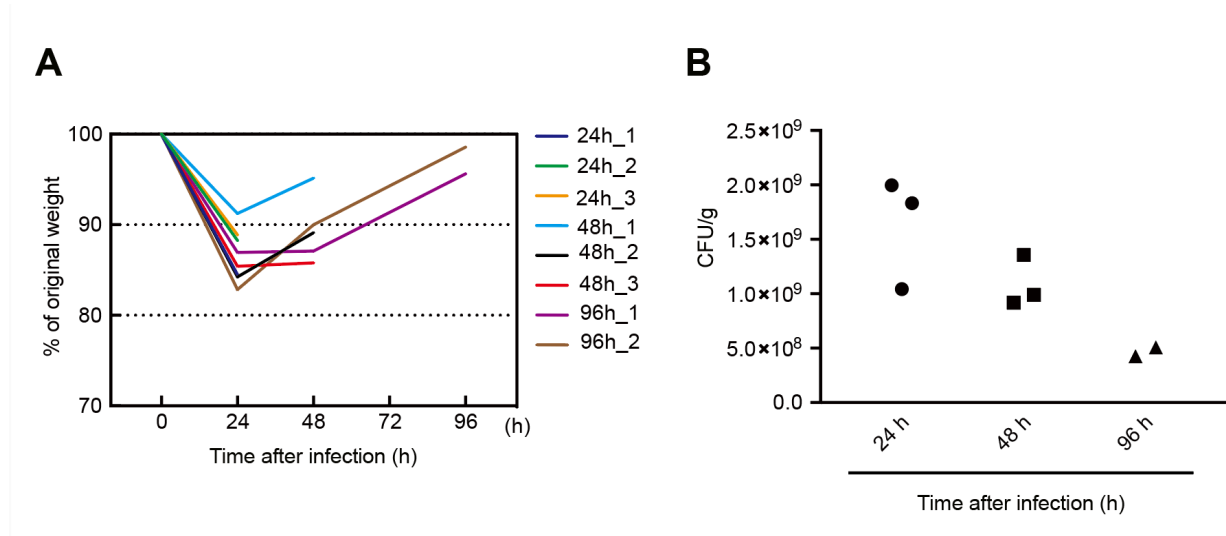 A
100
90
80
70
% of original weight
0 24 48 72 96 (h)
Time after infection (h)
24h_1
24h_2
24h_3
48h_1
48h_2
48h_3
96h_1
96h_2
B
2.5×10⁹
2.0×10⁹
1.5×10⁹
1.0×10⁹
5.0×10⁸
0.0
CFU/g
24 h 48 h 96 h
Time after infection (h)